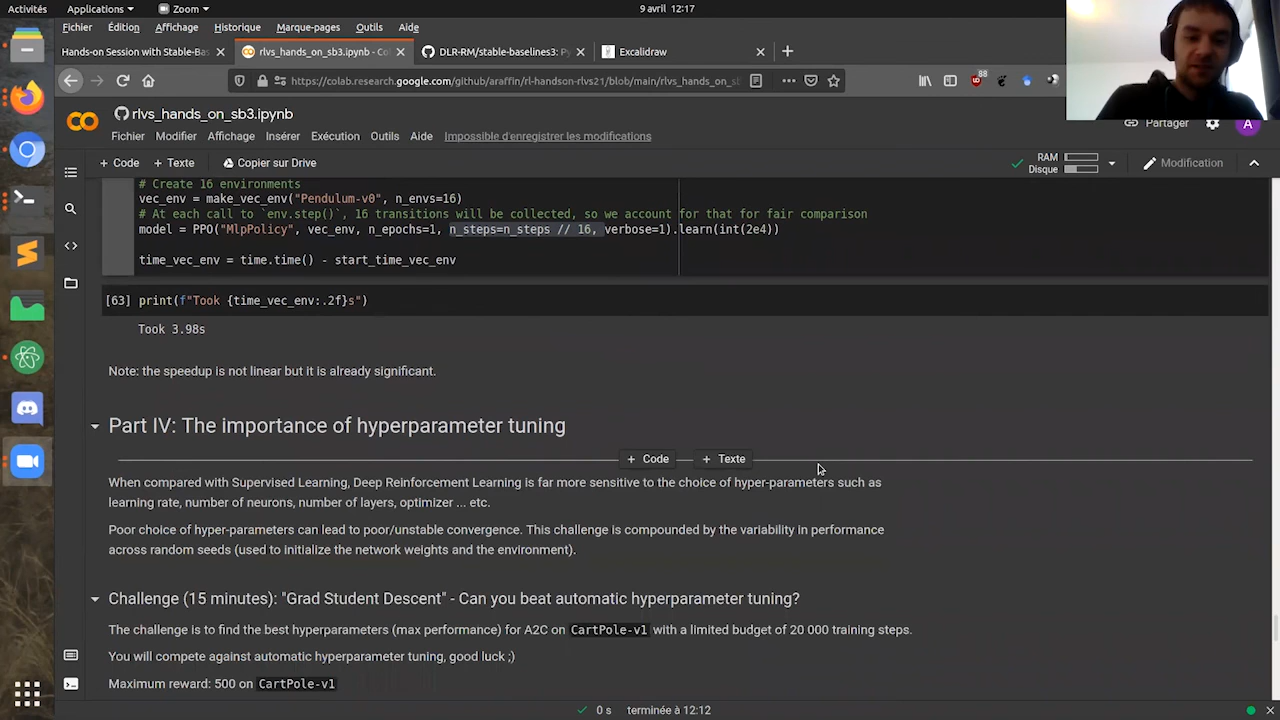 Activités
Applications
Zoom
9 avril 12:17
Fichier Édition Affichage Historique Marque-pages Outils Aide
Hands-on Session with Stable-Bas
rlvs_hands_on_sb3.ipynb - Col
DLR-RM/stable-baselines3: Py
Excalidraw
https://colab.research.google.com/github/araffin/rl-handson-rlvs21/blob/main/rlvs_hands_on_sb
88
rlvs_hands_on_sb3.ipynb
Fichier Modifier Affichage Insérer Exécution Outils Aide Impossible d'enregistrer les modifications
Partager
A
+ Code + Texte Copier sur Drive
RAM
Disque
Modification
# Create 16 environments
vec_env = make_vec_env("Pendulum-v0", n_envs=16)
# At each call to `env.step()`, 16 transitions will be collected, so we account for that for fair comparison
model = PPO("MlpPolicy", vec_env, n_epochs=1, n_steps=n_steps // 16, verbose=1).learn(int(2e4))
time_vec_env = time.time() - start_time_vec_env
[63] print(f"Took {time_vec_env:.2f}s")
Took 3.98s
Note: the speedup is not linear but it is already significant.
Part IV: The importance of hyperparameter tuning
+ Code + Texte
When compared with Supervised Learning, Deep Reinforcement Learning is far more sensitive to the choice of hyper-parameters such as
learning rate, number of neurons, number of layers, optimizer ... etc.
Poor choice of hyper-parameters can lead to poor/unstable convergence. This challenge is compounded by the variability in performance
across random seeds (used to initialize the network weights and the environment).
Challenge (15 minutes): "Grad Student Descent" - Can you beat automatic hyperparameter tuning?
The challenge is to find the best hyperparameters (max performance) for A2C on CartPole-v1 with a limited budget of 20 000 training steps.
You will compete against automatic hyperparameter tuning, good luck ;)
Maximum reward: 500 on CartPole-v1
0 s terminée à 12:12